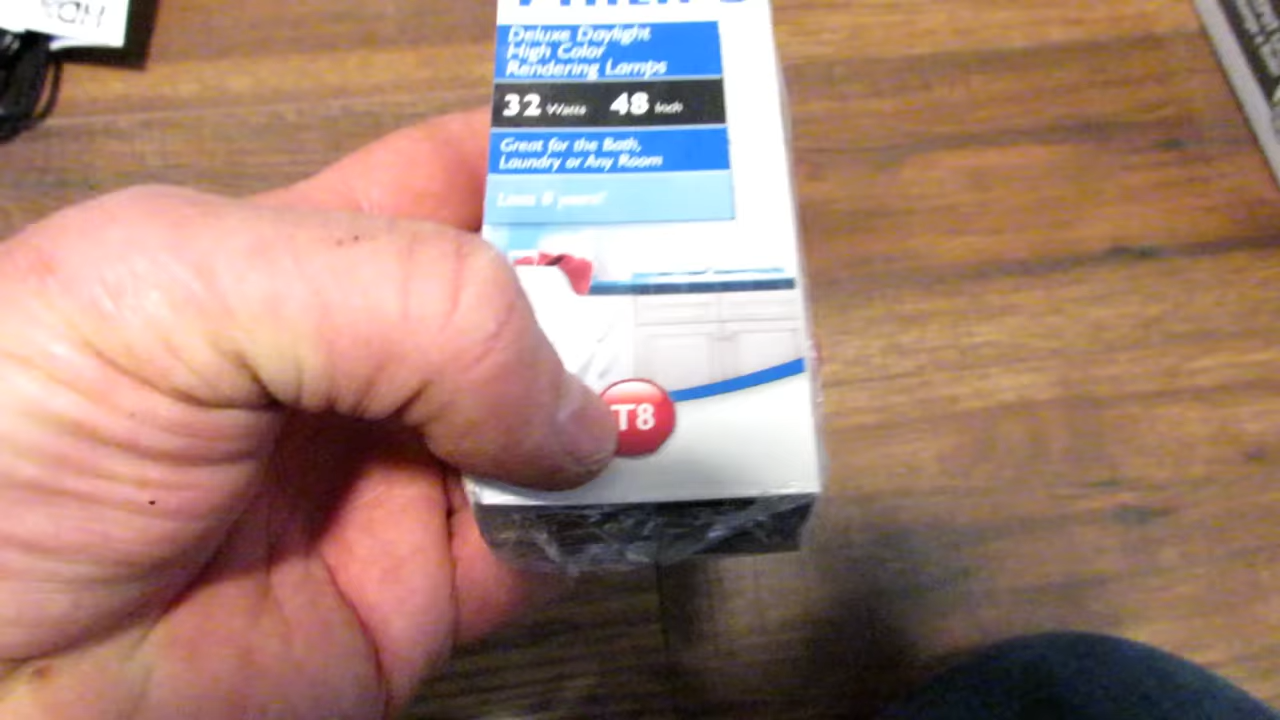 PHILIPS
Deluxe Daylight
High Color
Rendering Lamps
32 Watts 48 Inch
Great for the Bath,
Laundry or Any Room
T8